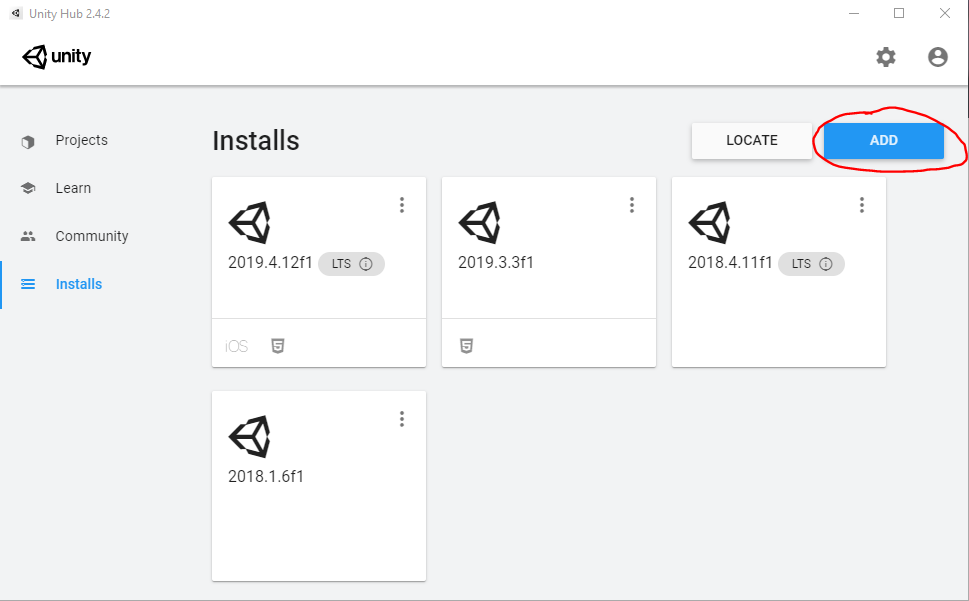 Unity Hub 2.4.2
unity
Projects
Learn
Community
Installs
Installs
LOCATE
ADD
2019.4.12f1 LTS
iOS
2019.3.3f1
2018.4.11f1 LTS
2018.1.6f1